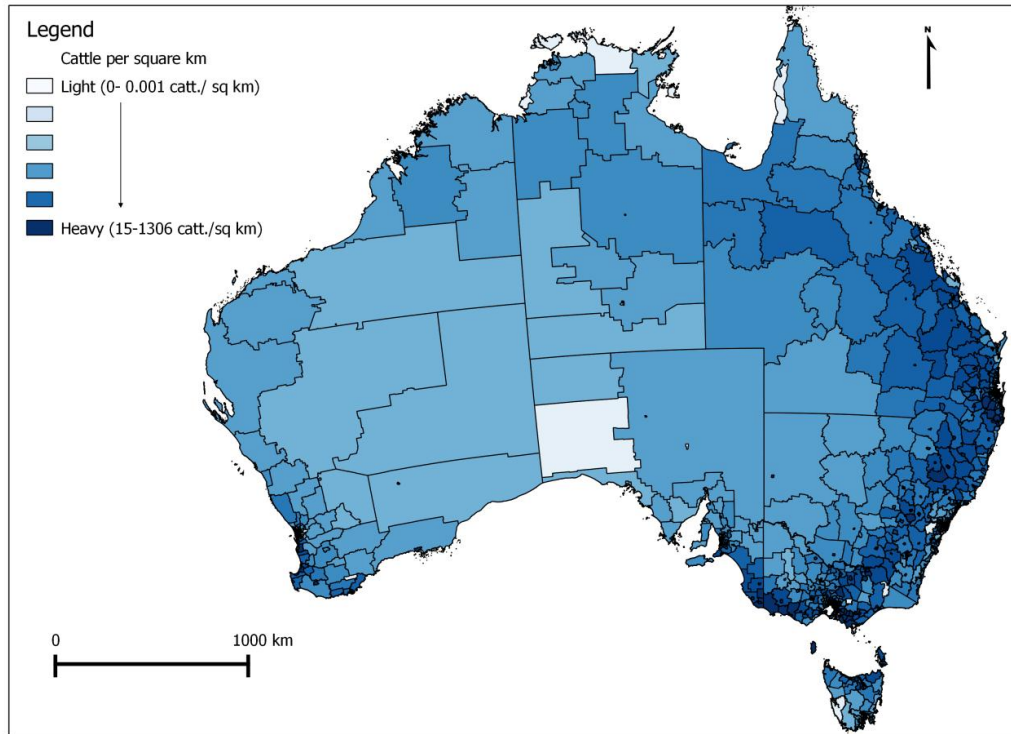 Legend
Cattle per square km
Light (0- 0.001 catt./ sq km)
Heavy (15-1306 catt./sq km)
N
0 1000 km